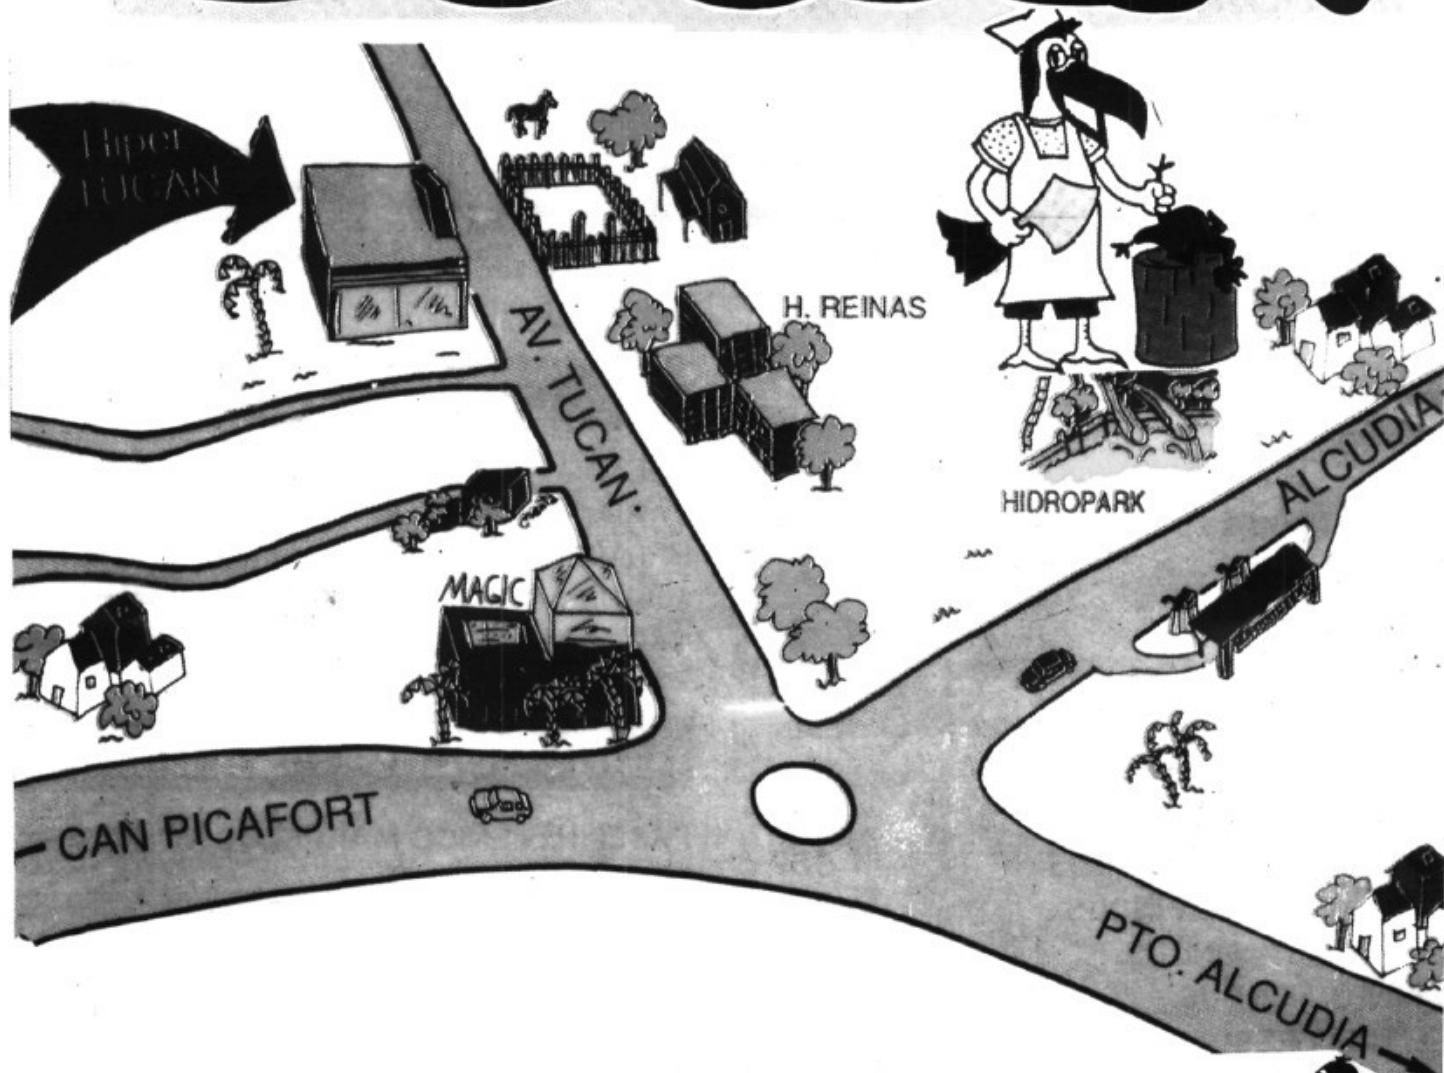 Hiper
TUCAN
H. REINAS
AV. TUCAN
HIDROPARK
ALCUDIA
MAGIC
CAN PICAFORT
PTO. ALCUDIA